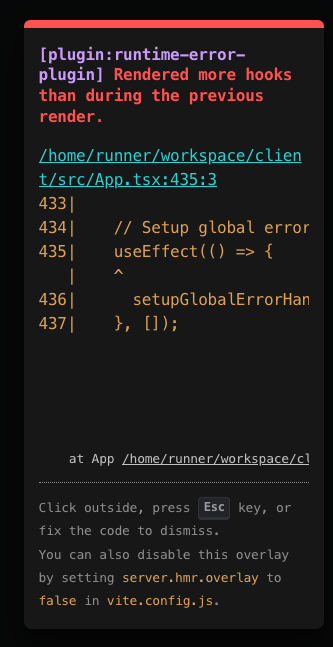 [plugin:runtime-error-
plugin] Rendered more hooks
than during the previous
render.
/home/runner/workspace/clien
t/src/App.tsx:435:3
433|
434|    // Setup global error
435|    useEffect(() => {
   |    ^
436|      setupGlobalErrorHan
437|    }, []);
at App /home/runner/workspace/cl
Click outside, press Esc key, or
fix the code to dismiss.
You can also disable this overlay
by setting server.hmr.overlay to
false in vite.config.js.